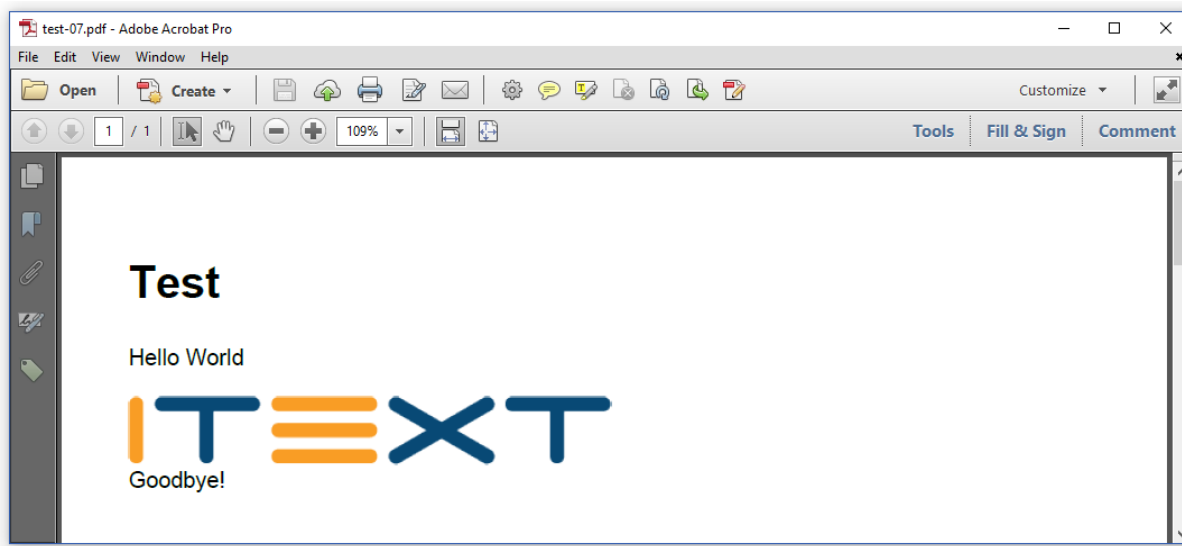 test-07.pdf - Adobe Acrobat Pro
File Edit View Window Help
Open Create Customize
1 / 1 109% Tools Fill & Sign Comment
Test
Hello World
ITEXT
Goodbye!